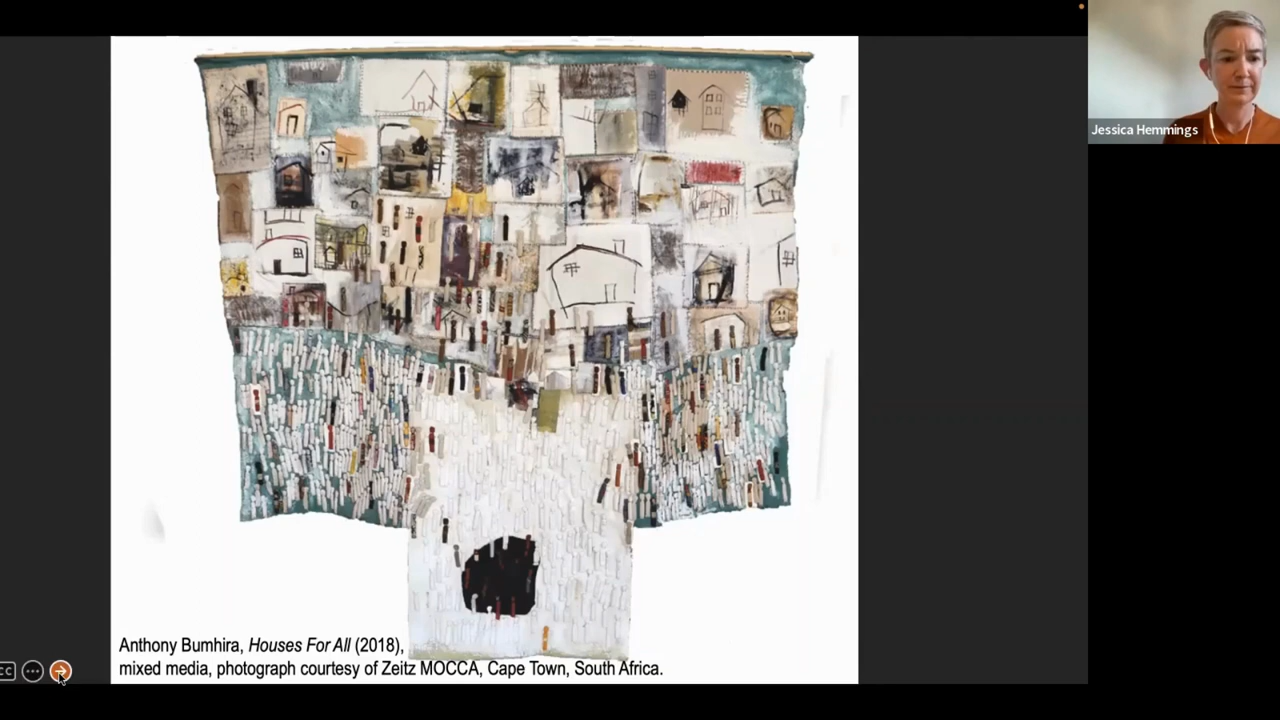 Jessica Hemmings
Anthony Bumhira, Houses For All (2018),
mixed media, photograph courtesy of Zeitz MOCCA, Cape Town, South Africa.
CC